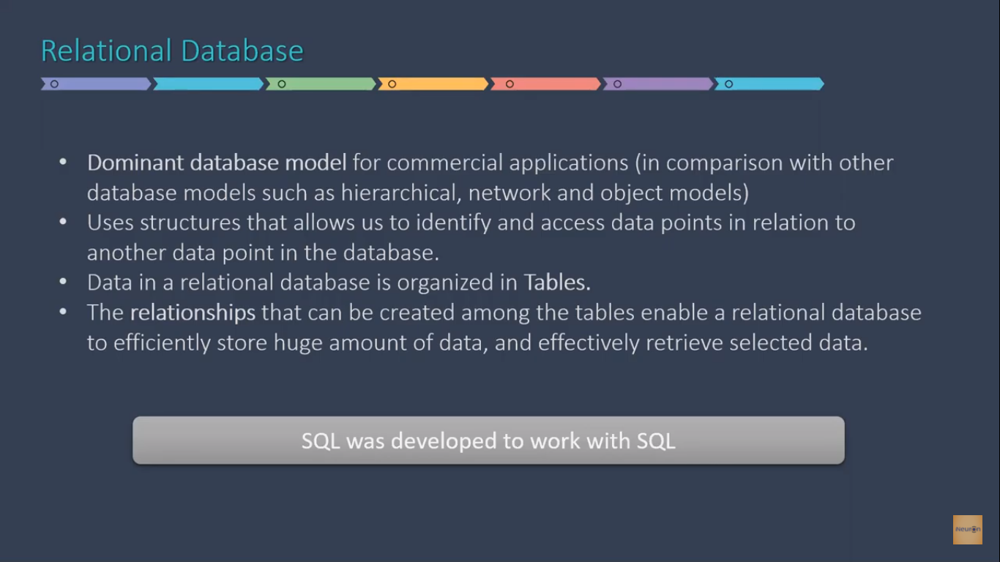 Relational Database
• Dominant database model for commercial applications (in comparison with other
database models such as hierarchical, network and object models)
• Uses structures that allows us to identify and access data points in relation to
another data point in the database.
• Data in a relational database is organized in Tables.
• The relationships that can be created among the tables enable a relational database
to efficiently store huge amount of data, and effectively retrieve selected data.
SQL was developed to work with SQL
Neuron